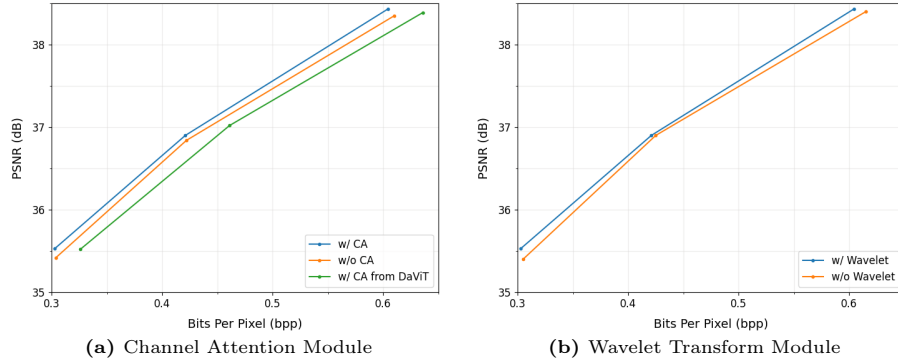 38
37
36
35
PSNR (dB)
0.3
0.4
0.5
0.6
Bits Per Pixel (bpp)
w/ CA
w/o CA
w/ CA from DaViT
(a) Channel Attention Module
38
37
36
35
PSNR (dB)
0.3
0.4
0.5
0.6
Bits Per Pixel (bpp)
w/ Wavelet
w/o Wavelet
(b) Wavelet Transform Module